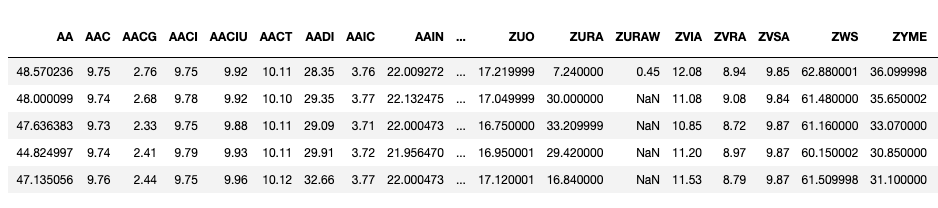 AA AAC AACG AACI AACIU AACT AADI AAIC AAIN ... ZUO ZURA ZURAW ZVIA ZVRA ZVSA ZWS ZYME
48.570236 9.75 2.76 9.75 9.92 10.11 28.35 3.76 22.009272 ... 17.219999 7.240000 0.45 12.08 8.94 9.85 62.880001 36.099998
48.000099 9.74 2.68 9.78 9.92 10.10 29.35 3.77 22.132475 ... 17.049999 30.000000 NaN 11.08 9.08 9.84 61.480000 35.650002
47.636383 9.73 2.33 9.75 9.88 10.11 29.09 3.71 22.000473 ... 16.750000 33.209999 NaN 10.85 8.72 9.87 61.160000 33.070000
44.824997 9.74 2.41 9.79 9.93 10.11 29.91 3.72 21.956470 ... 16.950001 29.420000 NaN 11.20 8.97 9.87 60.150002 30.850000
47.135056 9.76 2.44 9.75 9.96 10.12 32.66 3.77 22.000473 ... 17.120001 16.840000 NaN 11.53 8.79 9.87 61.509998 31.100000